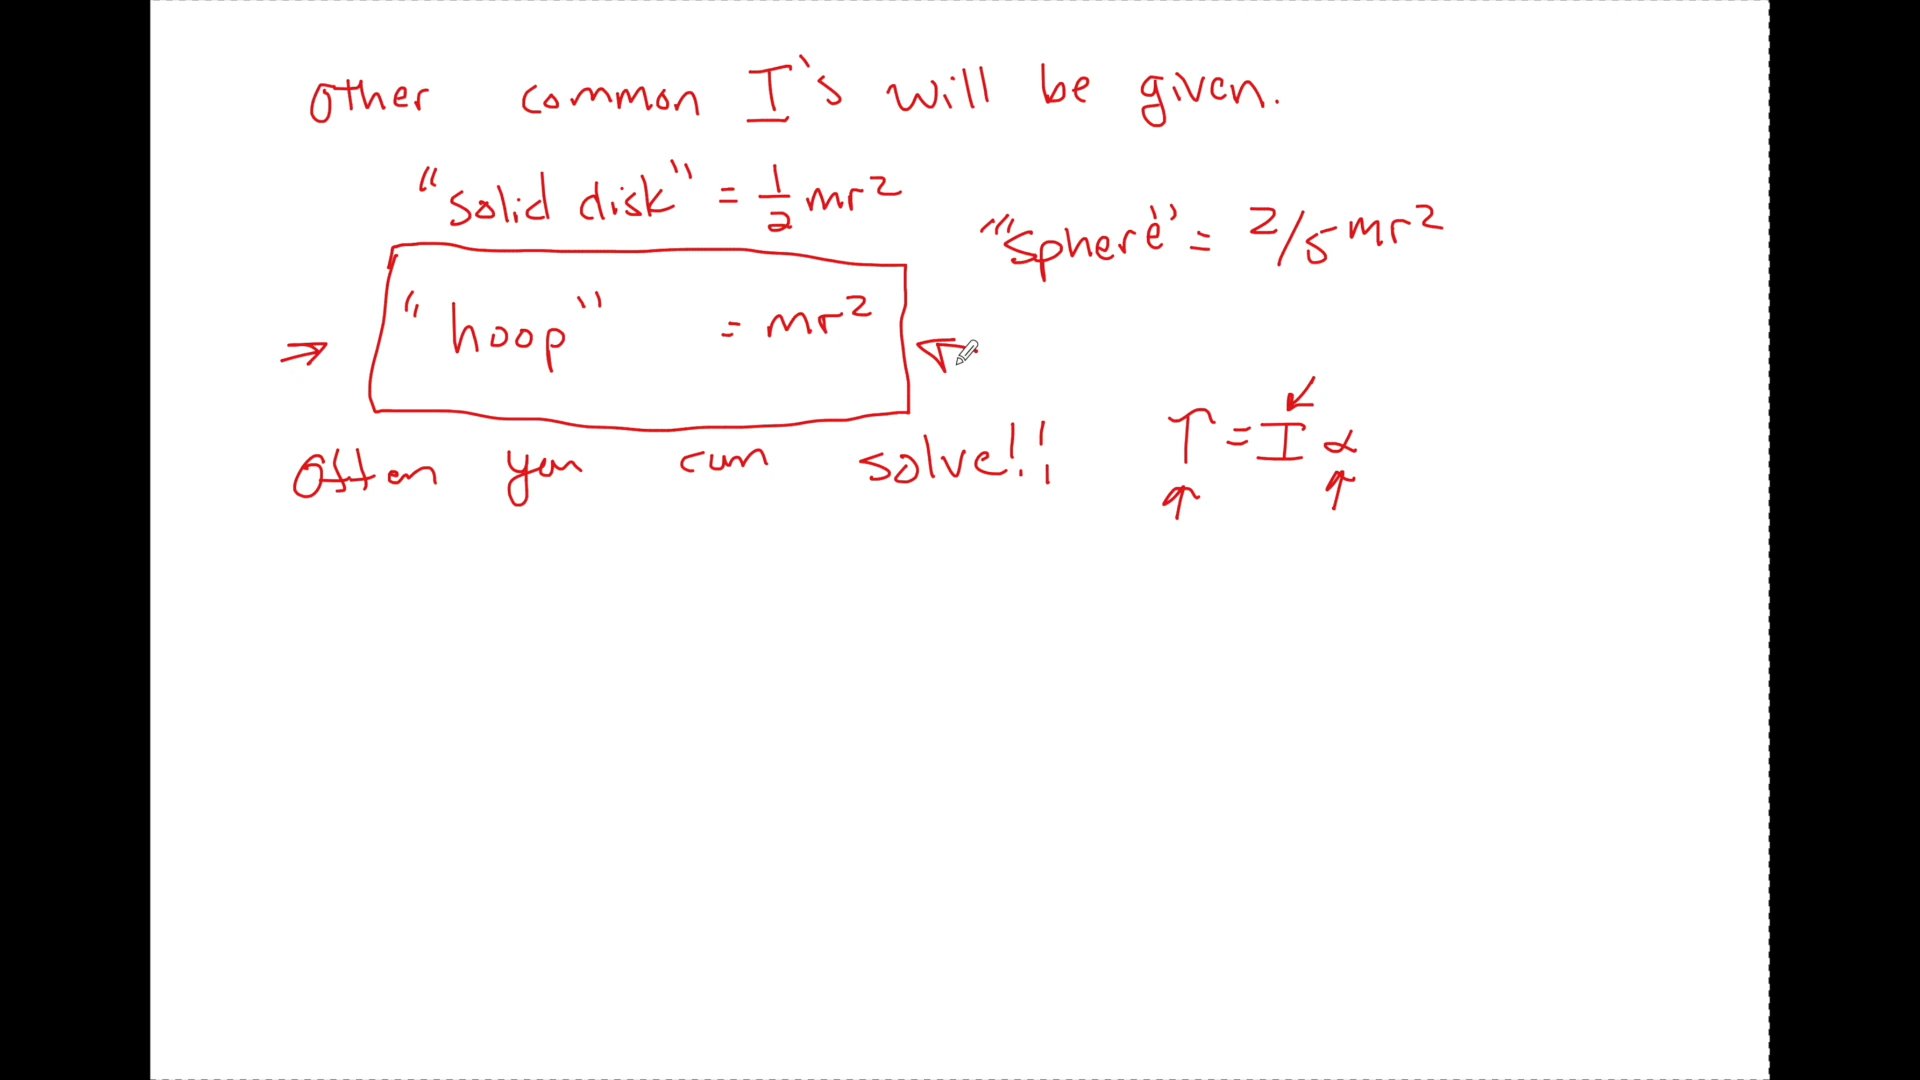 Other common I's will be given.
"solid disk" = 1/2 mr²
"sphere" = 2/5 mr²
"hoop" = mr²
Often you can solve!!
τ = I α